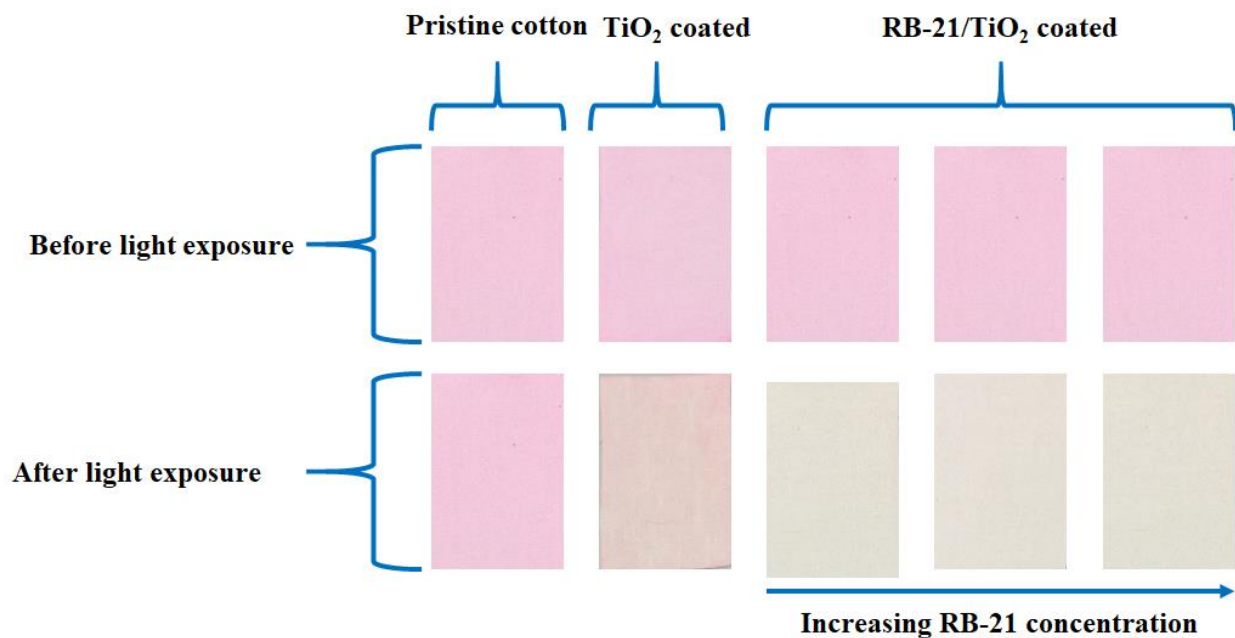 Pristine cotton
TiO₂ coated
RB-21/TiO₂ coated
Before light exposure
After light exposure
Increasing RB-21 concentration